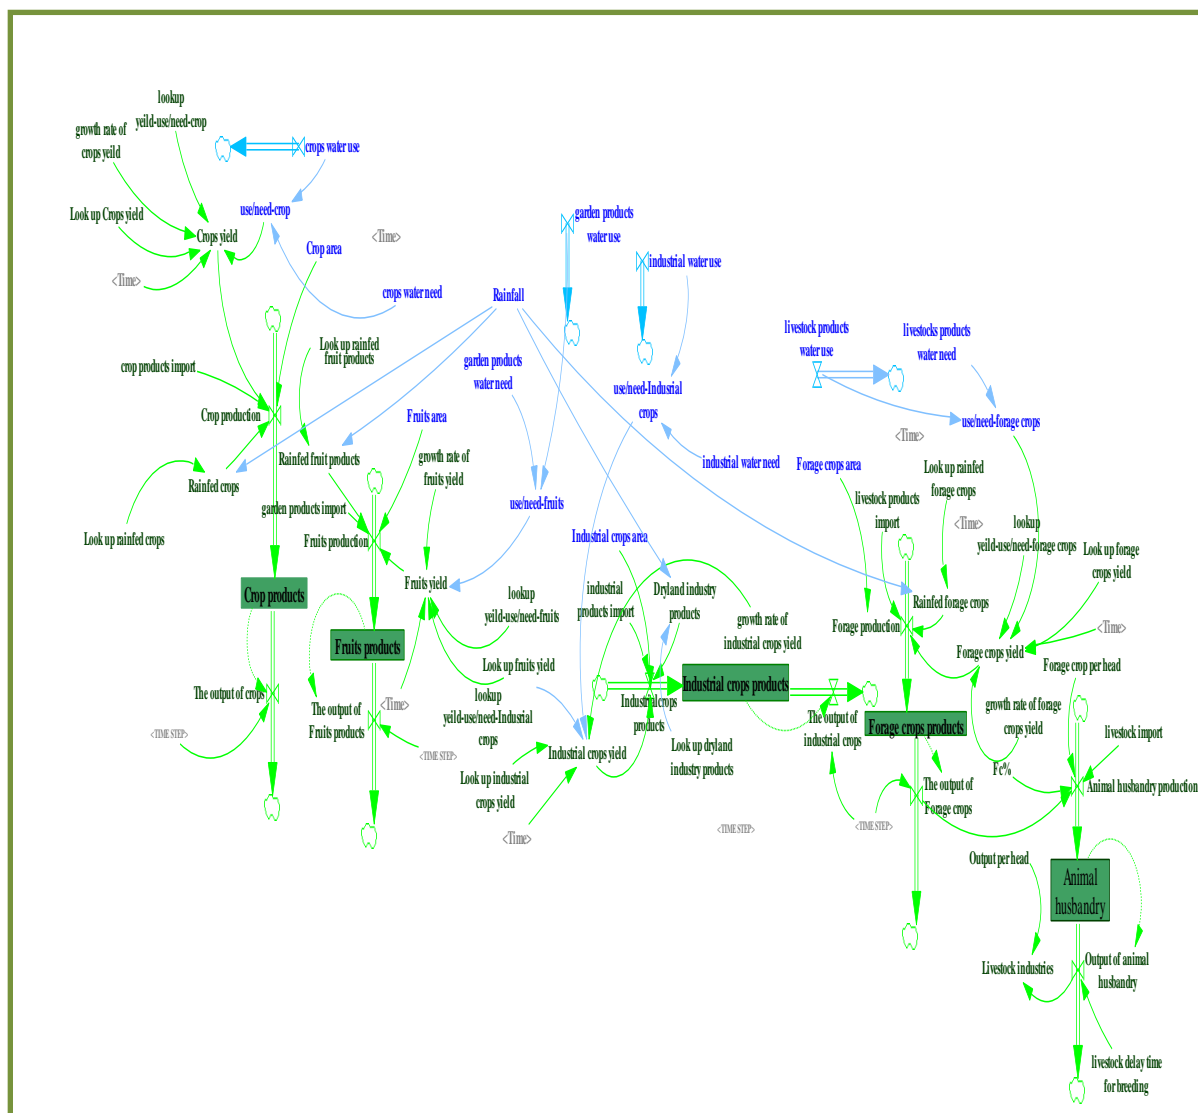 lookup
yeild-use/need-crop
growth rate of
crops yeild
crops water use
Look up Crops yield
use/need-crop
Crops yield
<Time>
Crop area
<Time>
crops water need
Rainfall
garden products
water use
industrial water use
livestock products
water use
livestocks products
water need
crop products import
Look up rainfed
fruit products
garden products
water need
use/need-Indusrial
crops
Crop production
Fruits area
use/need-forage crops
<Time>
Rainfed fruit products
Rainfed crops
growth rate of
fruits yield
industrial water need
Forage crops area
Look up rainfed
forage crops
livestock products
import
garden products import
use/need-fruits
Look up rainfed crops
Fruits production
Industrial crops area
<Time>
lookup
yeild-use/need-forage crops
Look up forage
crops yield
Crop products
Fruits yield
lookup
yeild-use/need-fruits
industrial
products import
Dryland industry
products
growth rate of
industrial crops yield
Rainfed forage crops
Forage production
<Time>
Fruits products
Look up fruits yield
Forage crops yield
Forage crop per head
The output of crops
The output of
Fruits products
<Time>
lookup
yeild-use/need-Indusrial
crops
Industrial crops products
Industrial crops
products
The output of
industrial crops
Forage crops products
growth rate of forage
crops yield
livestock import
<TIME STEP>
<TIME STEP>
Industrial crops yield
Look up dryland
industry products
Look up industrial
crops yield
Fc%
The output of
Forage crops
Animal husbandry production
<Time>
<TIME STEP>
<TIME STEP>
Output per head
Animal
husbandry
Livestock industries
Output of animal
husbandry
livestock delay time
for breeding